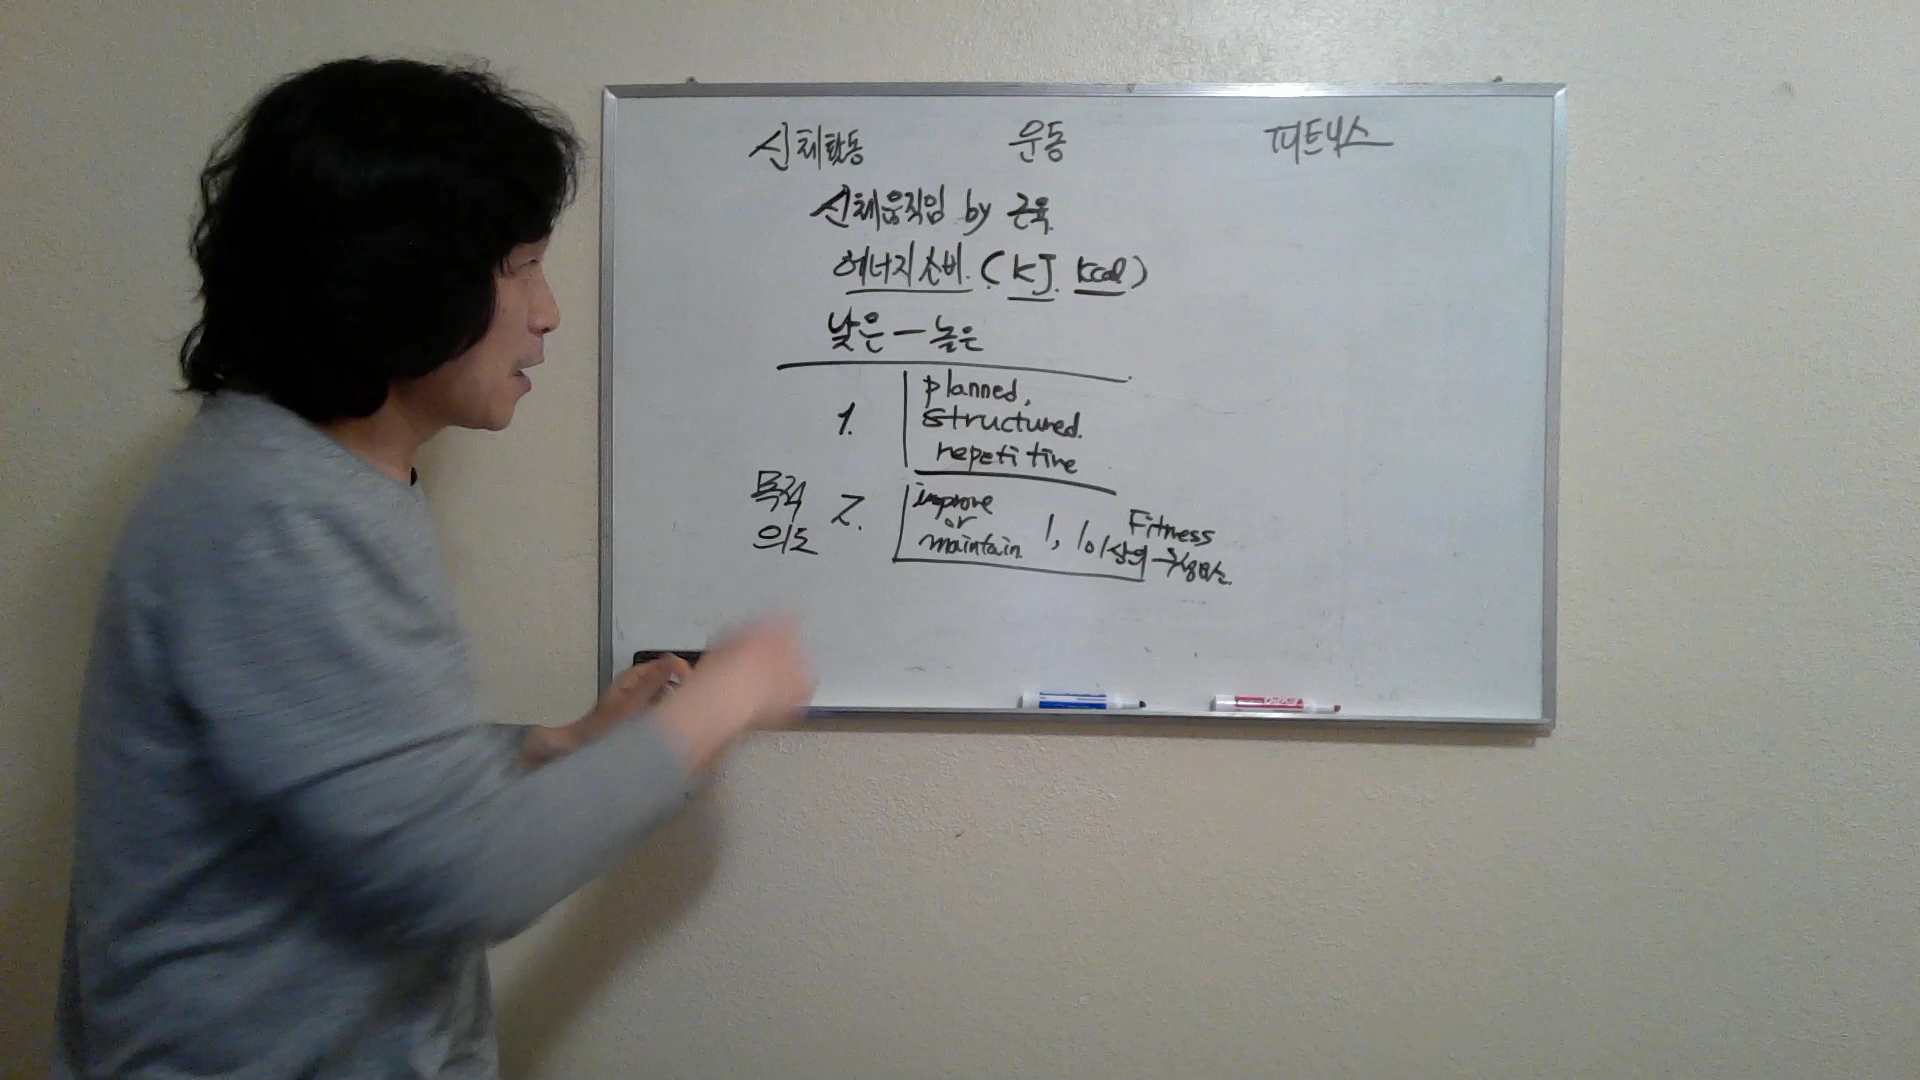 신체활동 운동 피트니스
신체움직임 by 근육
에너지소비. (KJ. Kcal)
낮은 — 높은
1. planned,
structured.
repetitive
목적 의도 2. improve or maintain 1, 1이상의 Fitness 구성요소